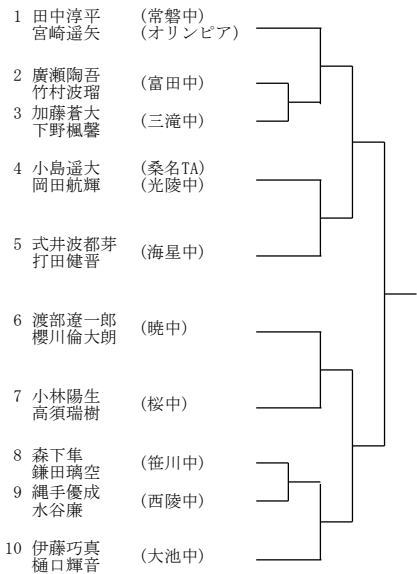 1 田中淳平 (常磐中)
宮崎遥矢 (オリンピア)
2 廣瀬陶吾
竹村波瑠 (富田中)
3 加藤蒼大
下野楓馨 (三滝中)
4 小島遥大 (桑名TA)
岡田航輝 (光陵中)
5 式井波都芽
打田健晋 (海星中)
6 渡部遼一郎
櫻川倫大朗 (暁中)
7 小林陽生
高須瑞樹 (桜中)
8 森下隼
鎌田璃空 (笹川中)
9 縄手優成
水谷廉 (西陵中)
10 伊藤巧真
樋口輝音 (大池中)